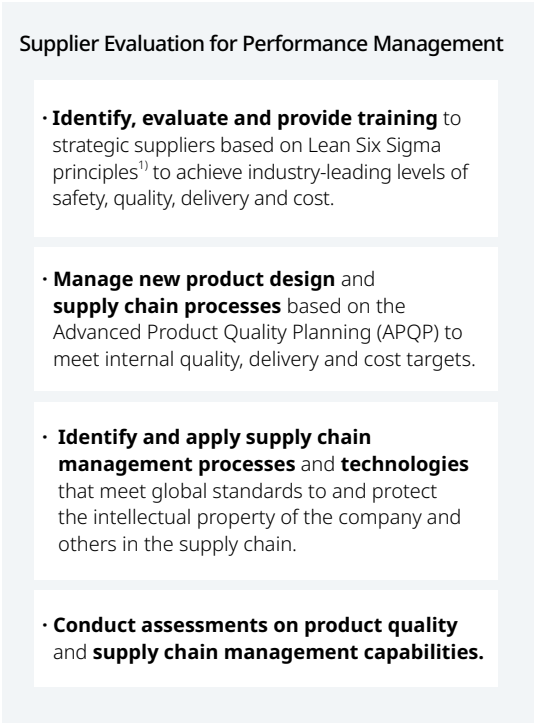 Supplier Evaluation for Performance Management
· Identify, evaluate and provide training to
strategic suppliers based on Lean Six Sigma
principles1) to achieve industry-leading levels of
safety, quality, delivery and cost.
· Manage new product design and
supply chain processes based on the
Advanced Product Quality Planning (APQP) to
meet internal quality, delivery and cost targets.
· Identify and apply supply chain
management processes and technologies
that meet global standards to and protect
the intellectual property of the company and
others in the supply chain.
· Conduct assessments on product quality
and supply chain management capabilities.